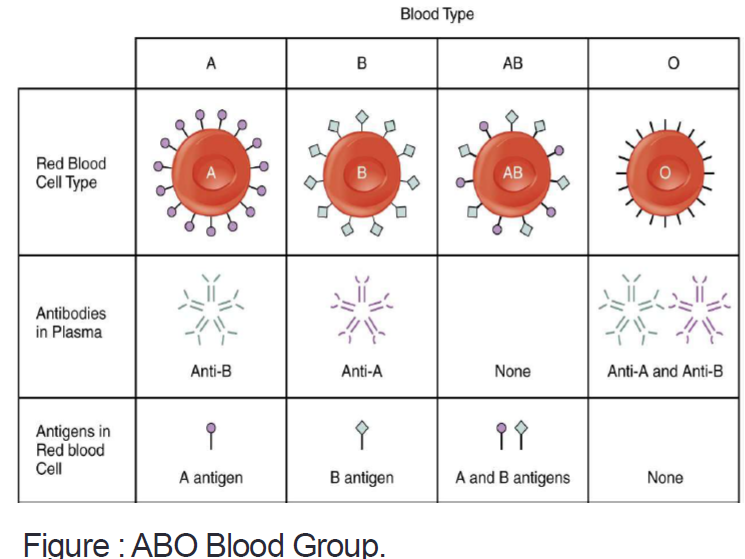 Blood Type
A
B
AB
O
Red Blood
Cell Type
A
B
AB
O
Antibodies
in Plasma
Anti-B
Anti-A
None
Anti-A and Anti-B
Antigens in
Red blood
Cell
A antigen
B antigen
A and B antigens
None
Figure : ABO Blood Group.